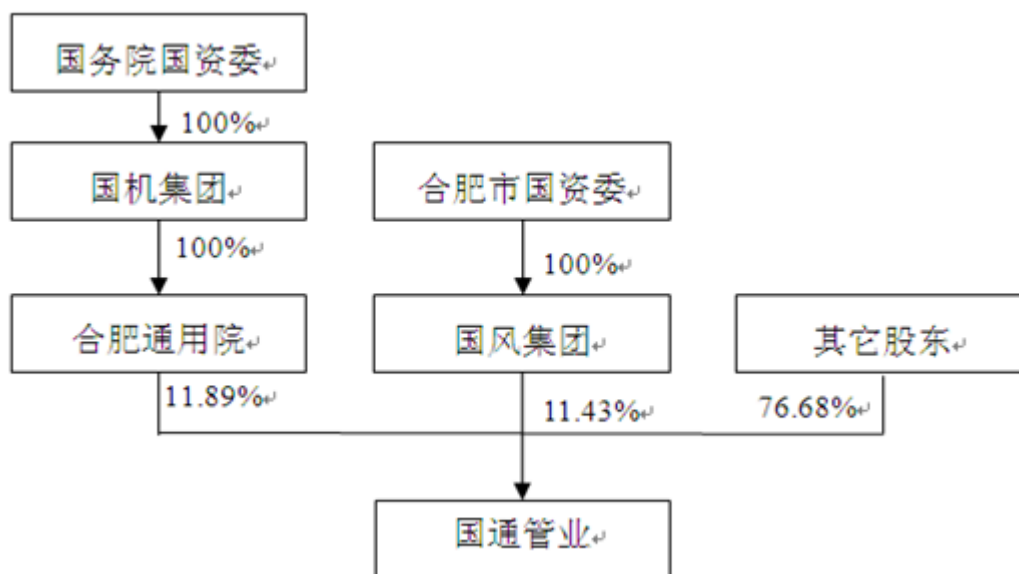 国务院国资委
100%
国机集团
合肥市国资委
100%
100%
合肥通用院
国风集团
其它股东
11.89%
11.43%
76.68%
国通管业